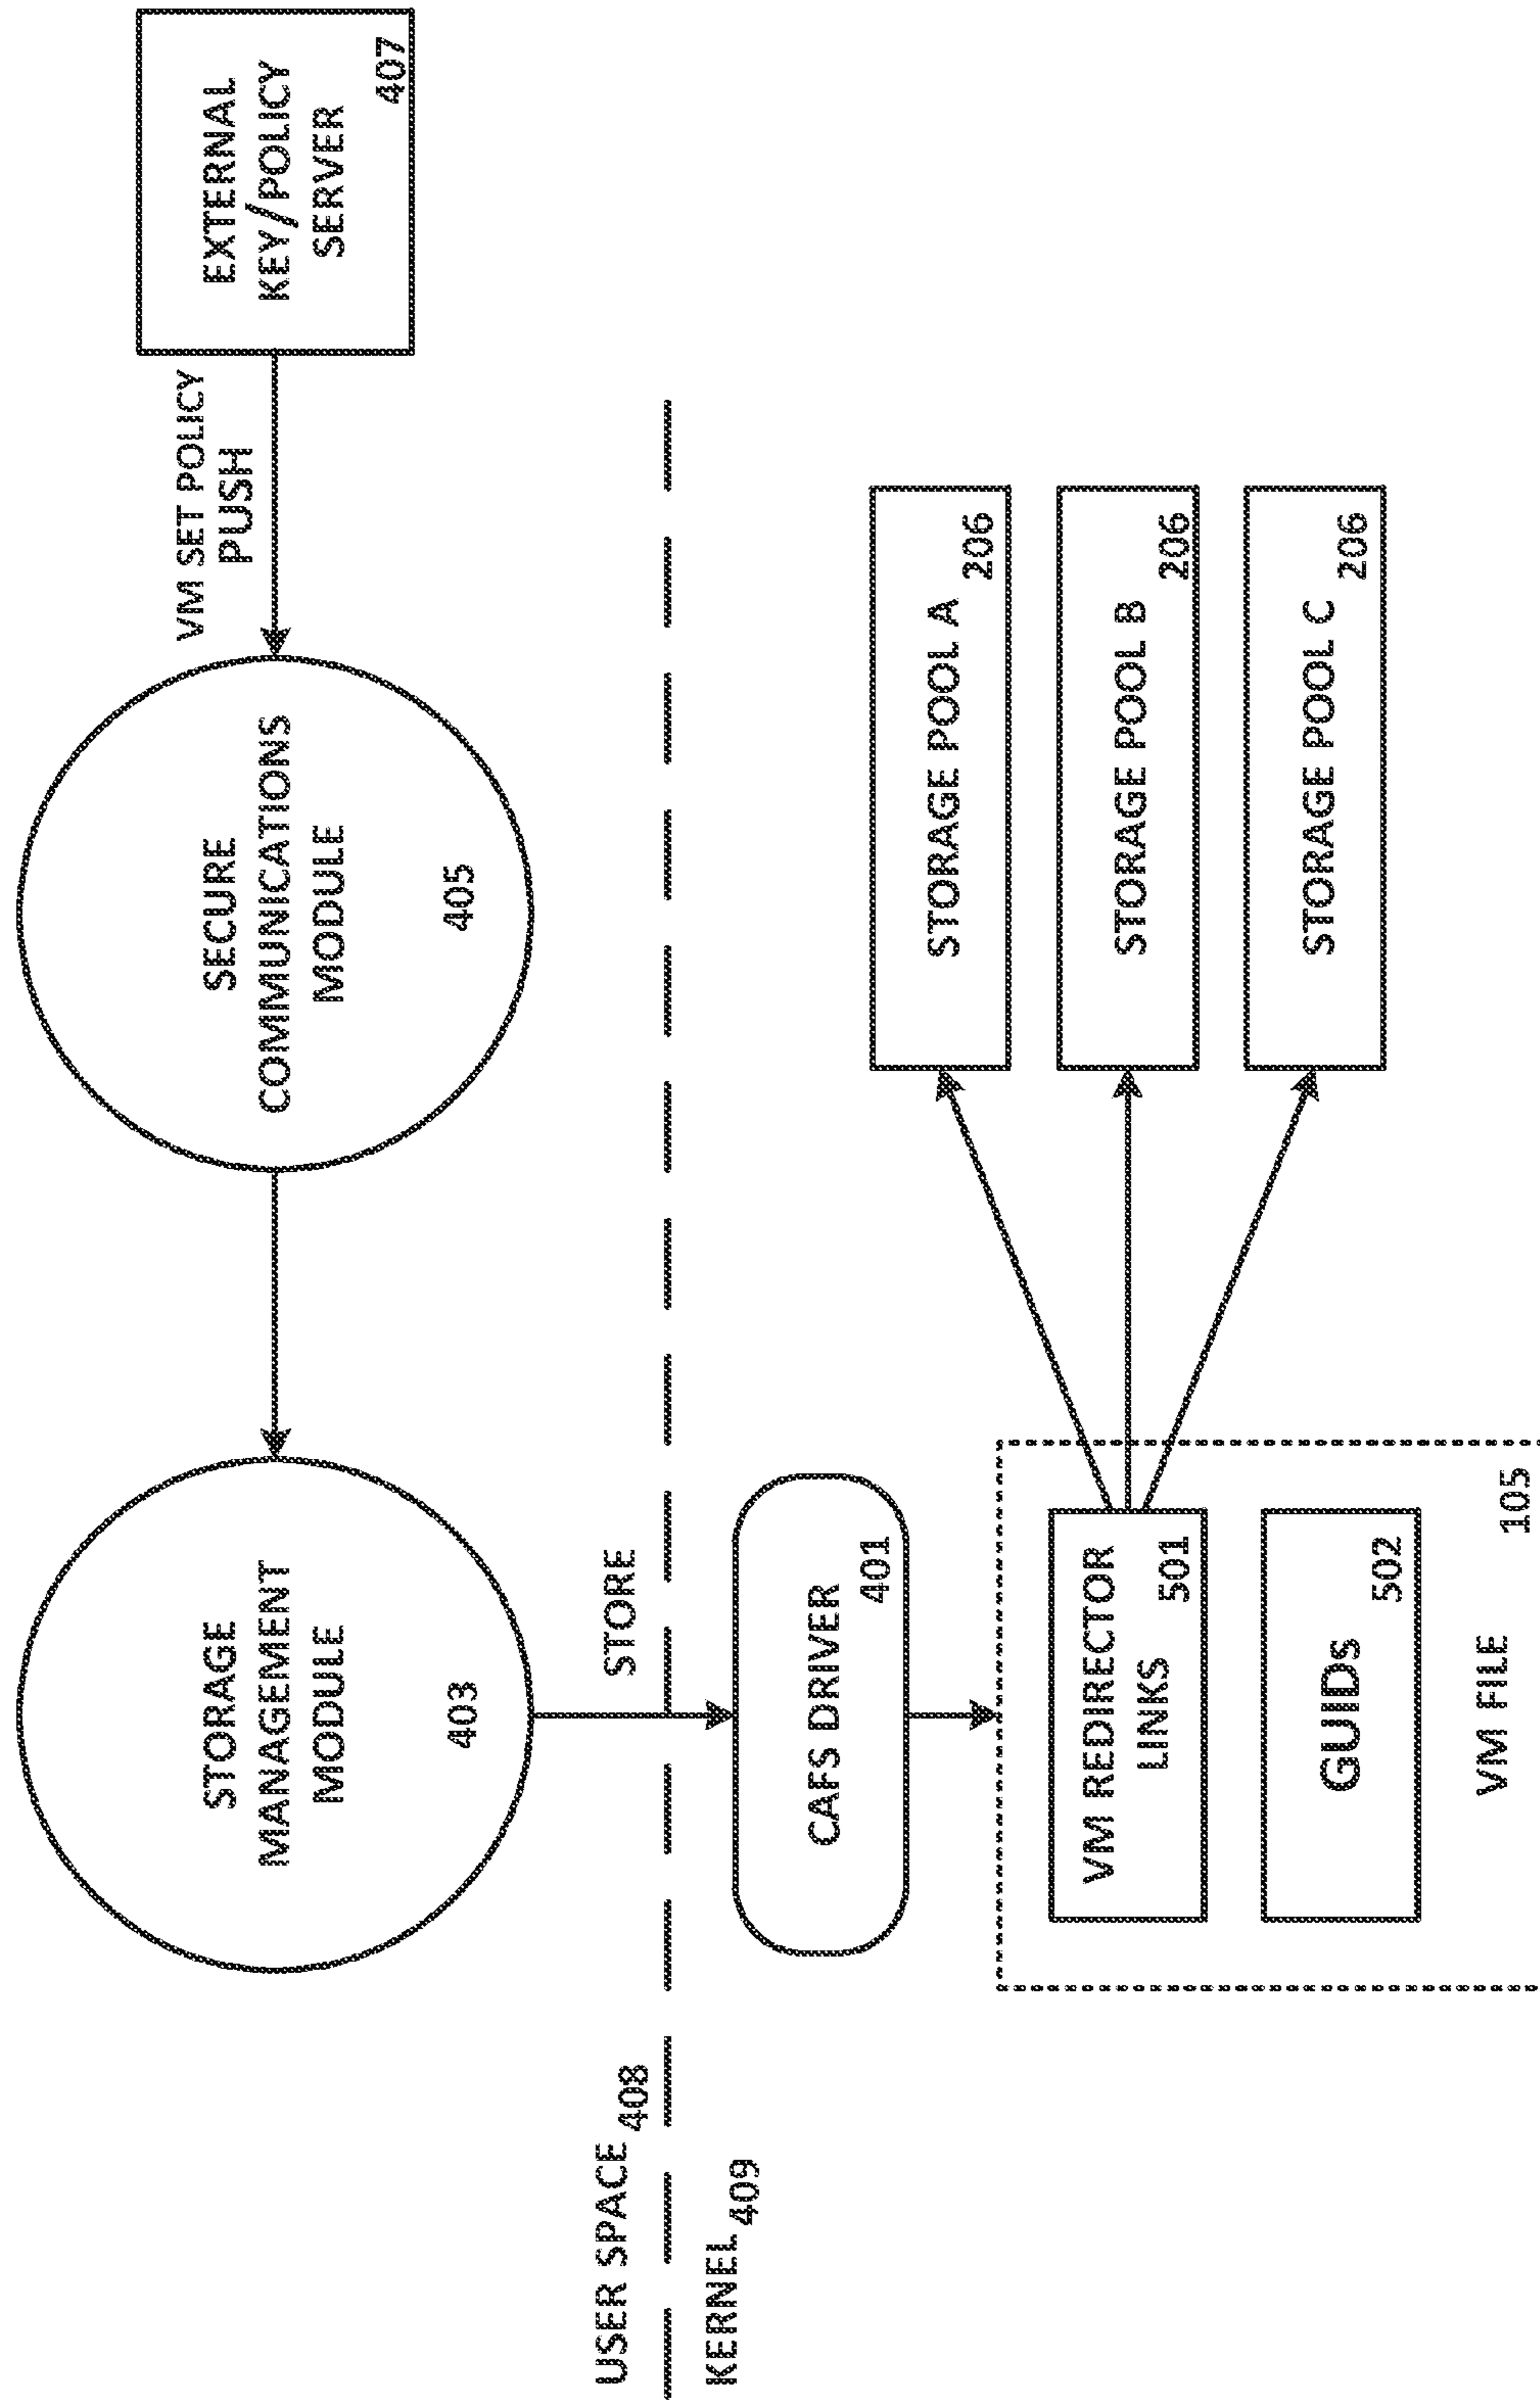 STORAGE
MANAGEMENT
MODULE
403
SECURE
COMMUNICATIONS
MODULE
405
VM SET POLICY
PUSH
EXTERNAL
KEY/POLICY
SERVER
407
STORE
USER SPACE 408
KERNEL 409
CAFS DRIVER
401
STORAGE POOL A
206
STORAGE POOL B
206
STORAGE POOL C
206
VM REDIRECTOR
LINKS
501
GUIDs
502
VM FILE
105